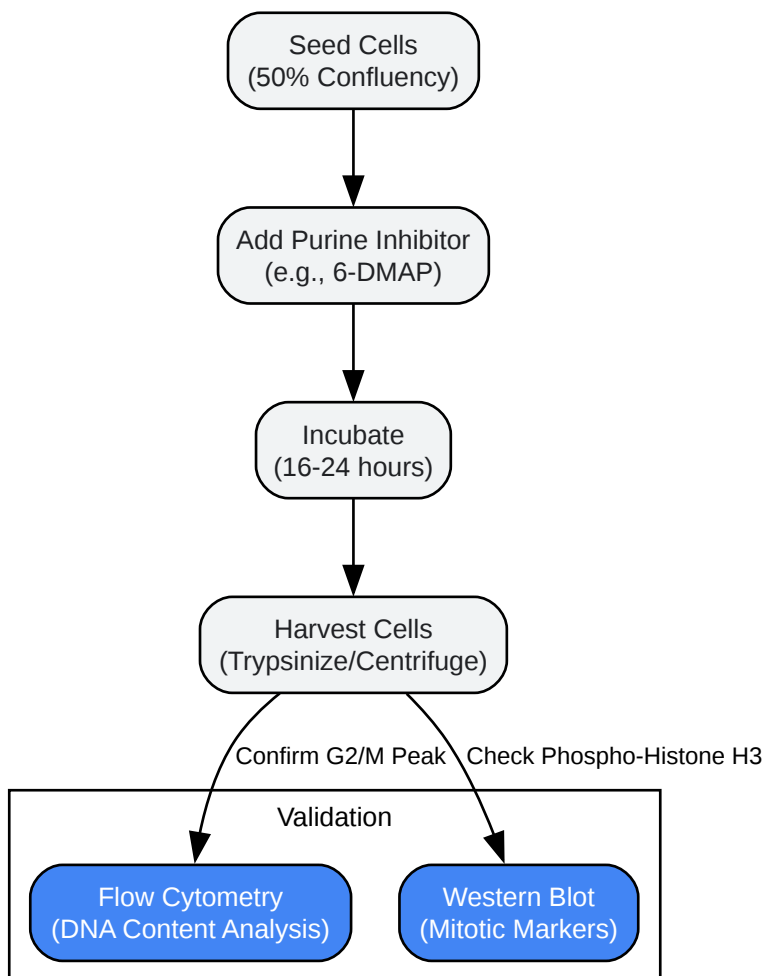 Seed Cells
(50% Confluency)
Add Purine Inhibitor
(e.g., 6-DMAP)
Incubate
(16-24 hours)
Harvest Cells
(Trypsinize/Centrifuge)
Confirm G2/M Peak
Check Phospho-Histone H3
Validation
Flow Cytometry
(DNA Content Analysis)
Western Blot
(Mitotic Markers)